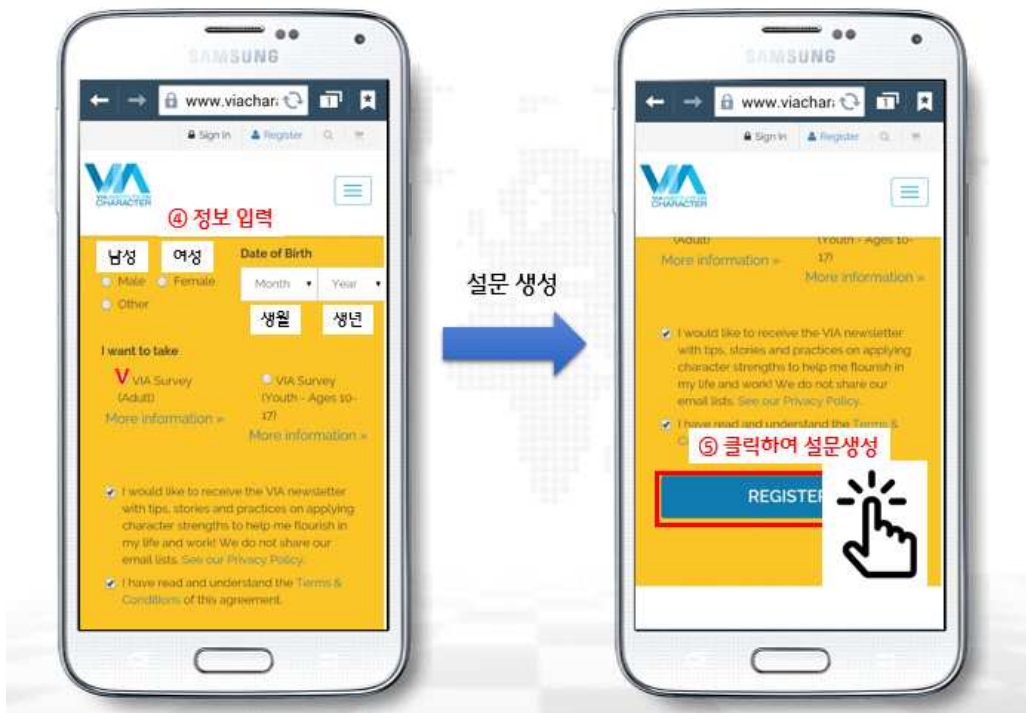 SAMSUNG
www.viachar
1
Sign In
Register
VIA
CHARACTER
④ 정보 입력
남성
여성
Date of Birth
Male
Female
Month
Year
Other
생월
생년
I want to take
V VIA Survey
(Adult)
More information »
VIA Survey
(Youth - Ages 10-
17)
More information »
I would like to receive the VIA newsletter
with tips, stories and practices on applying
character strengths to help me flourish in
my life and work! We do not share our
email lists. See our Privacy Policy.
I have read and understand the Terms &
Conditions of this agreement.
설문 생성
SAMSUNG
www.viachar
1
Sign In
Register
VIA
CHARACTER
(Adult)
More information »
(Youth - Ages 10-
17)
More information »
I would like to receive the VIA newsletter
with tips, stories and practices on applying
character strengths to help me flourish in
my life and work! We do not share our
email lists. See our Privacy Policy.
I have read and understand the Terms &
⑤ 클릭하여 설문생성
REGISTER